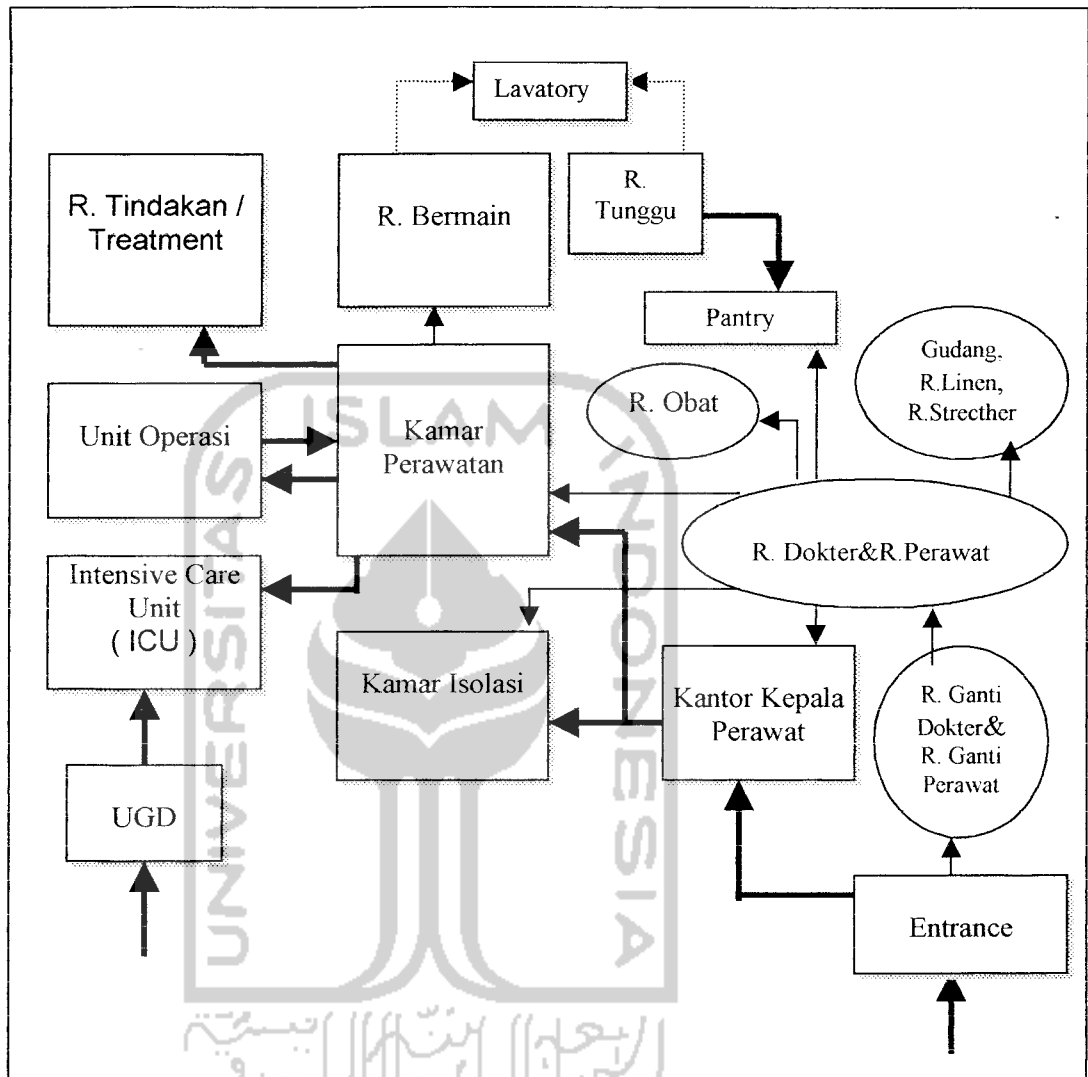 Lavatory
R. Tindakan /
Treatment
R. Bermain
R.
Tunggu
Pantry
Gudang,
R.Linen,
R.Strecther
R. Obat
Unit Operasi
Kamar
Perawatan
R. Dokter&R.Perawat
Intensive Care
Unit
( ICU )
Kamar Isolasi
Kantor Kepala
Perawat
R. Ganti
Dokter&
R. Ganti
Perawat
UGD
Entrance
UNIVERSITAS
ISLAM
INDONESIA